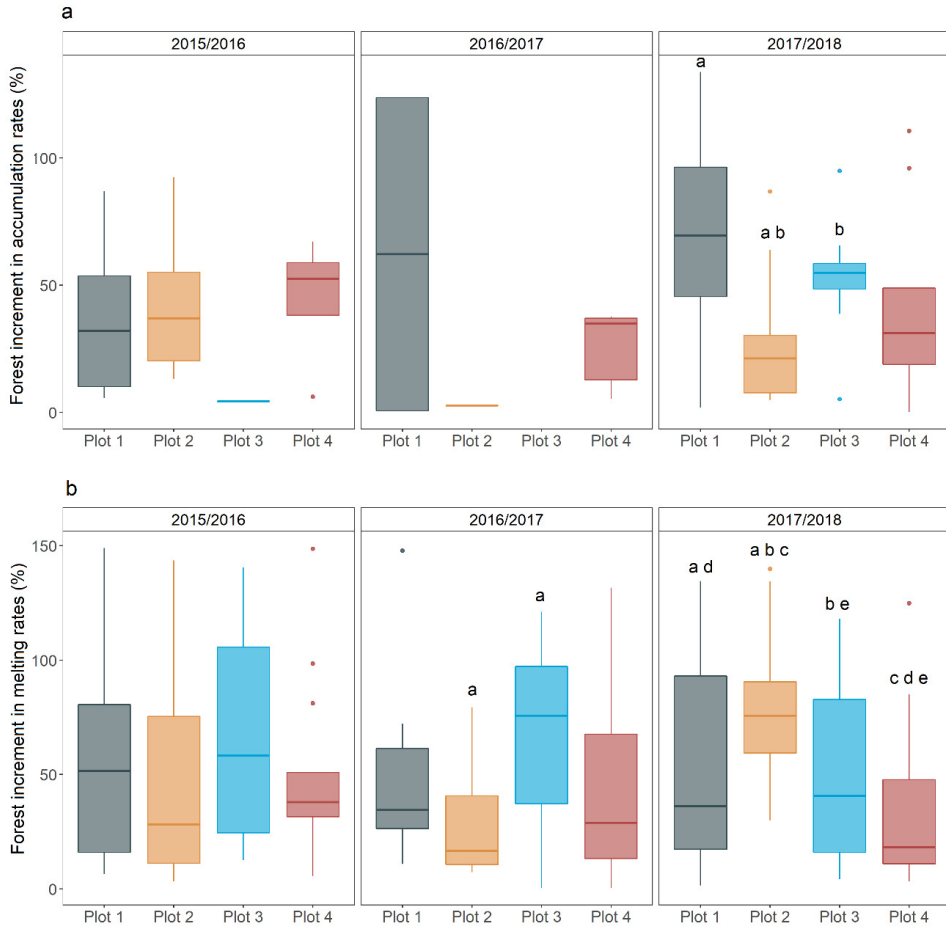 a
2015/2016 2016/2017 2017/2018
Forest increment in accumulation rates (%)
100
50
0
a
a b
b
Plot 1 Plot 2 Plot 3 Plot 4 Plot 1 Plot 2 Plot 3 Plot 4 Plot 1 Plot 2 Plot 3 Plot 4
b
2015/2016 2016/2017 2017/2018
Forest increment in melting rates (%)
150
100
50
0
a
a
a d
a b c
b e
c d e
Plot 1 Plot 2 Plot 3 Plot 4 Plot 1 Plot 2 Plot 3 Plot 4 Plot 1 Plot 2 Plot 3 Plot 4